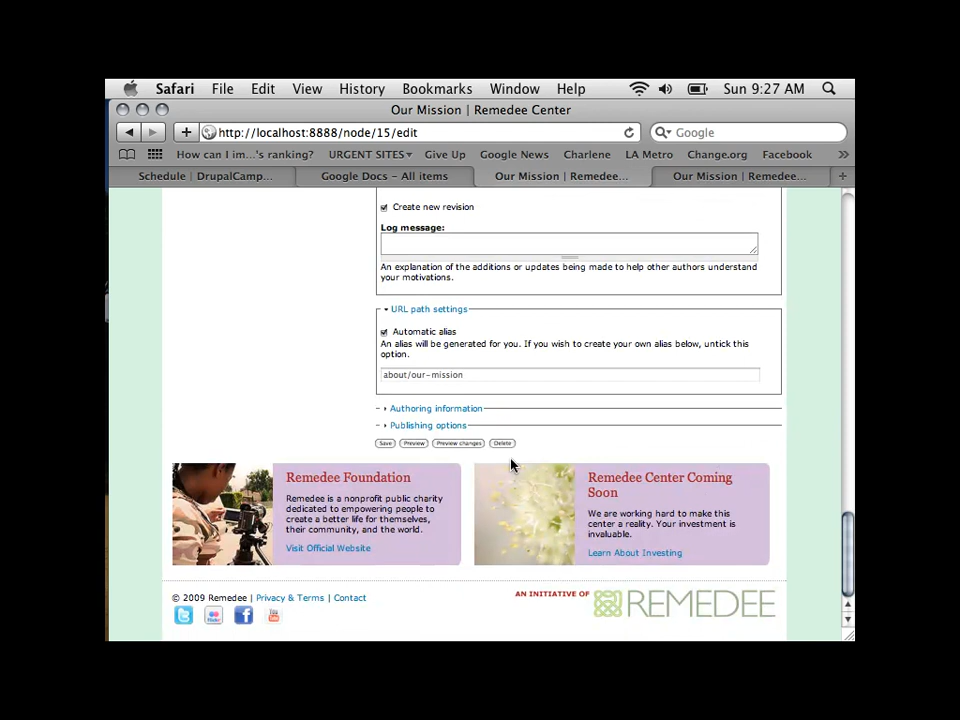 Safari File Edit View History Bookmarks Window Help Sun 9:27 AM
Our Mission | Remedee Center
http://localhost:8888/node/15/edit Google
How can I im...'s ranking? URGENT SITES▾ Give Up Google News Charlene LA Metro Change.org Facebook »
Schedule | DrupalCamp... Google Docs – All items Our Mission | Remedee... Our Mission | Remedee... +
Create new revision
Log message:
An explanation of the additions or updates being made to help other authors understand
your motivations.
URL path settings
Automatic alias
An alias will be generated for you. If you wish to create your own alias below, untick this
option.
about/our-mission
Authoring information
Publishing options
Save Preview Preview changes Delete
Remedee Foundation
Remedee is a nonprofit public charity
dedicated to empowering people to
create a better life for themselves,
their community, and the world.
Visit Official Website
Remedee Center Coming
Soon
We are working hard to make this
center a reality. Your investment is
invaluable.
Learn About Investing
© 2009 Remedee | Privacy & Terms | Contact
AN INITIATIVE OF REMEDEE